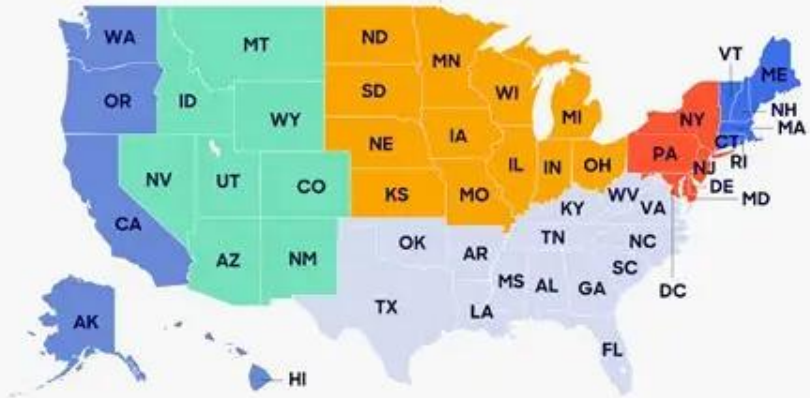 WA
MT
ND
MN
VT
ME
OR
ID
SD
WI
MI
NY
NH
MA
WY
CT
RI
NE
IA
PA
NJ
DE
MD
NV
UT
CO
IL
IN
OH
KS
MO
WV
VA
KY
CA
AZ
NM
OK
AR
TN
NC
SC
DC
MS
AL
GA
TX
LA
AK
FL
HI